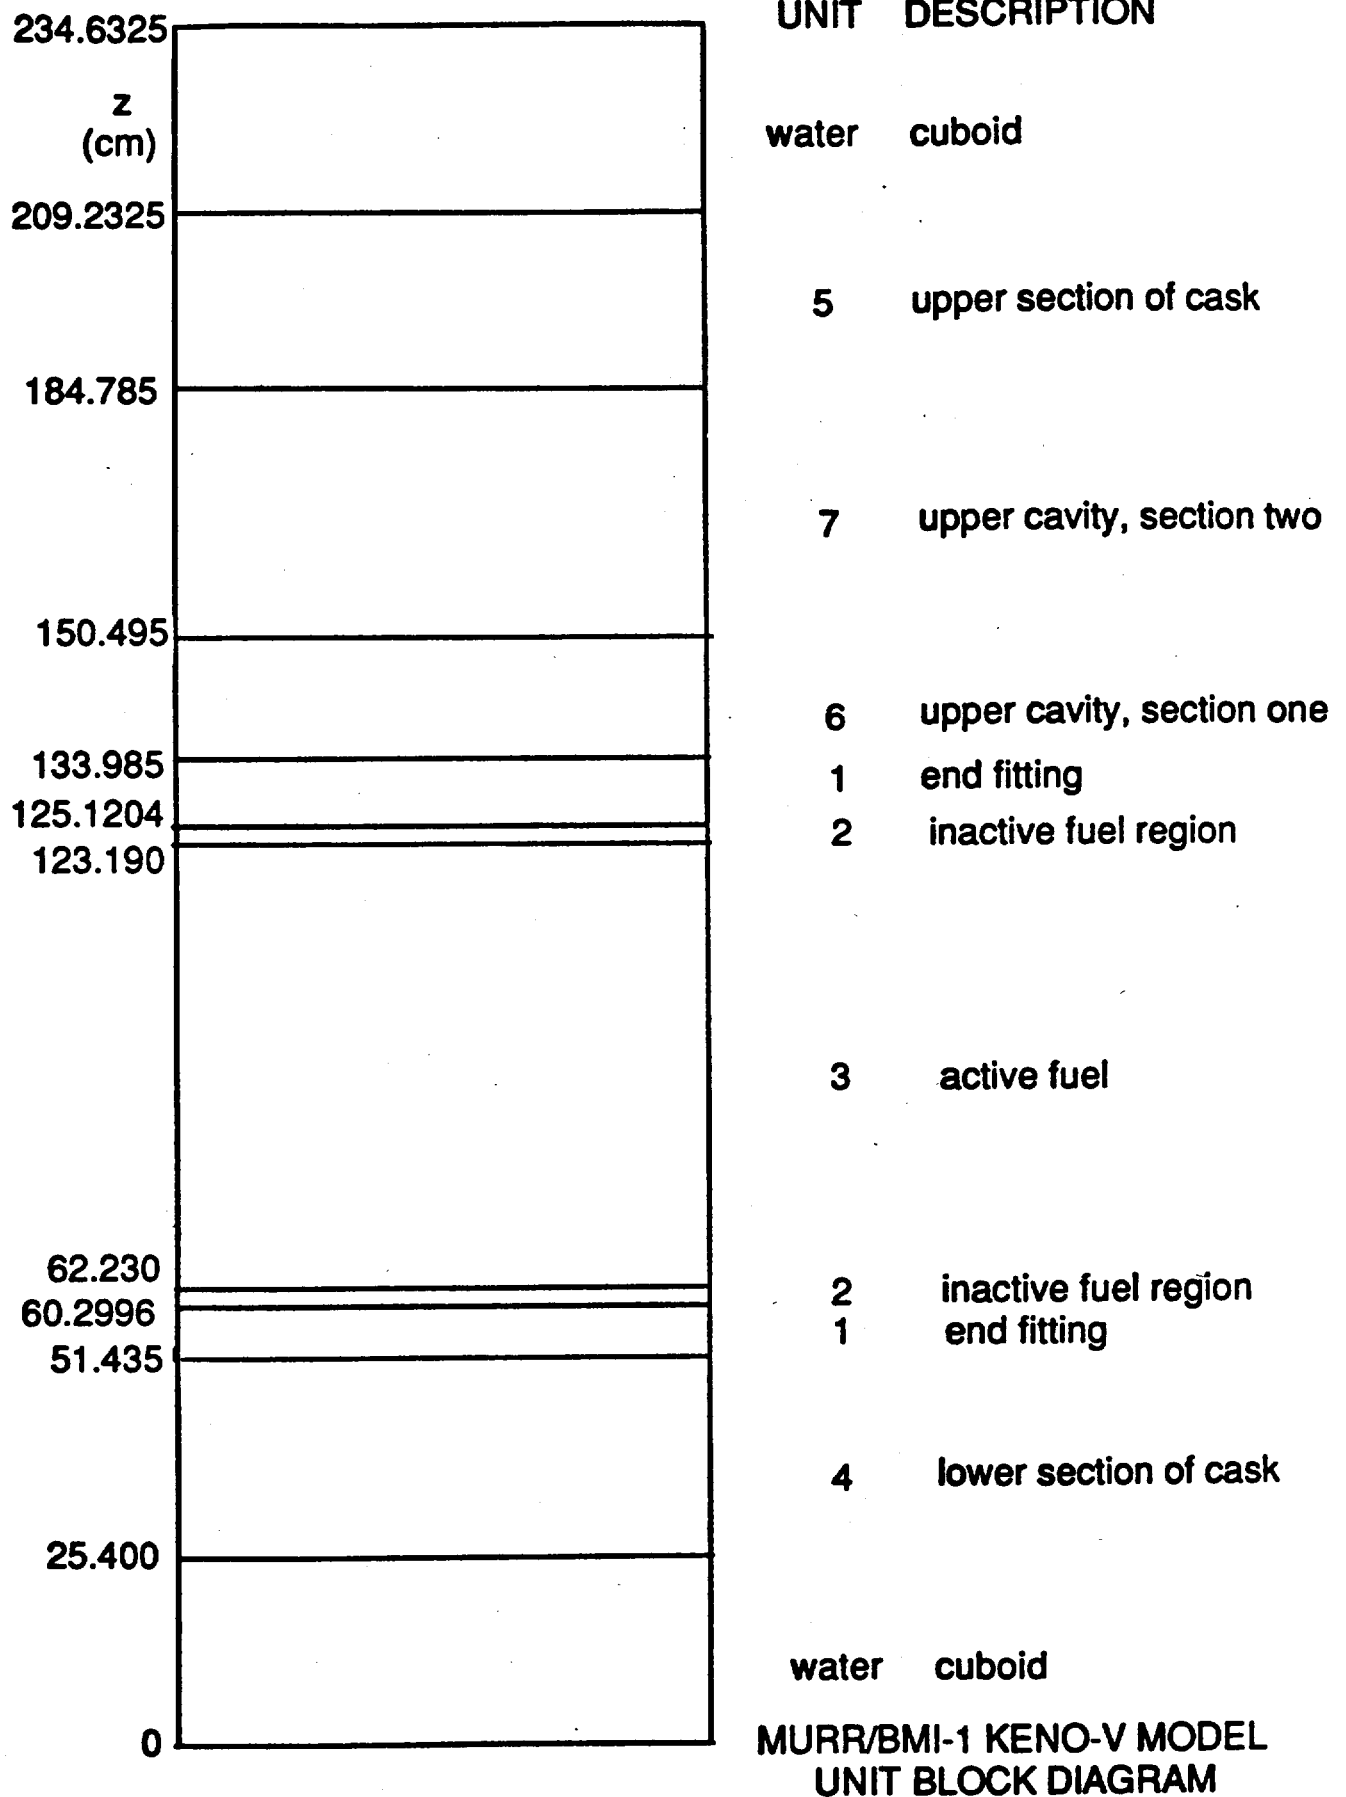 UNIT DESCRIPTION
234.6325
z
(cm)
water cuboid
209.2325
5 upper section of cask
184.785
7 upper cavity, section two
150.495
6 upper cavity, section one
133.985
1 end fitting
125.1204
2 inactive fuel region
123.190
3 active fuel
62.230
2 inactive fuel region
60.2996
1 end fitting
51.435
4 lower section of cask
25.400
water cuboid
0
MURR/BMI-1 KENO-V MODEL
UNIT BLOCK DIAGRAM